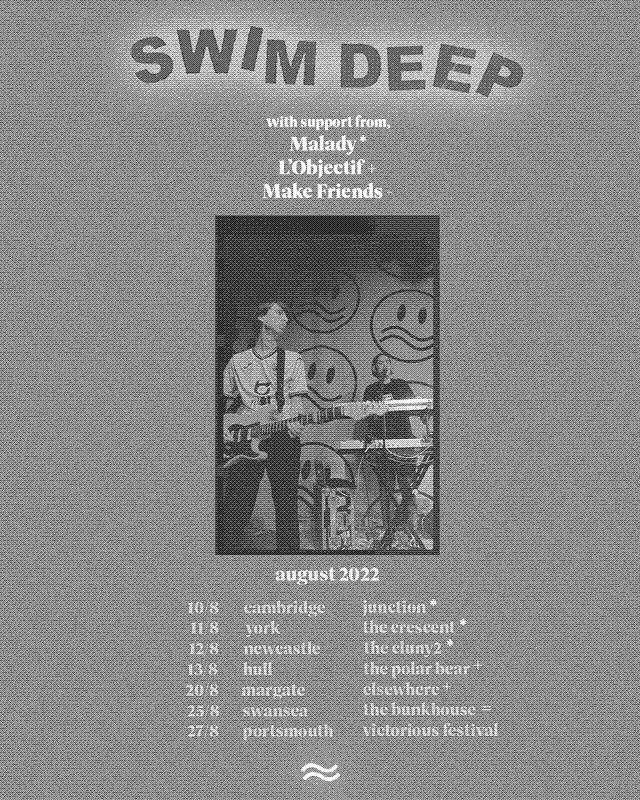 SWIM DEEP
with support from,
Malady *
L'Objectif +
Make Friends -
august 2022
10/8 cambridge junction *
11/8 york the crescent *
12/8 newcastle the cluny2 *
13/8 hull the polar bear +
20/8 margate elsewhere +
25/8 swansea the bunkhouse =
27/8 portsmouth victorious festival